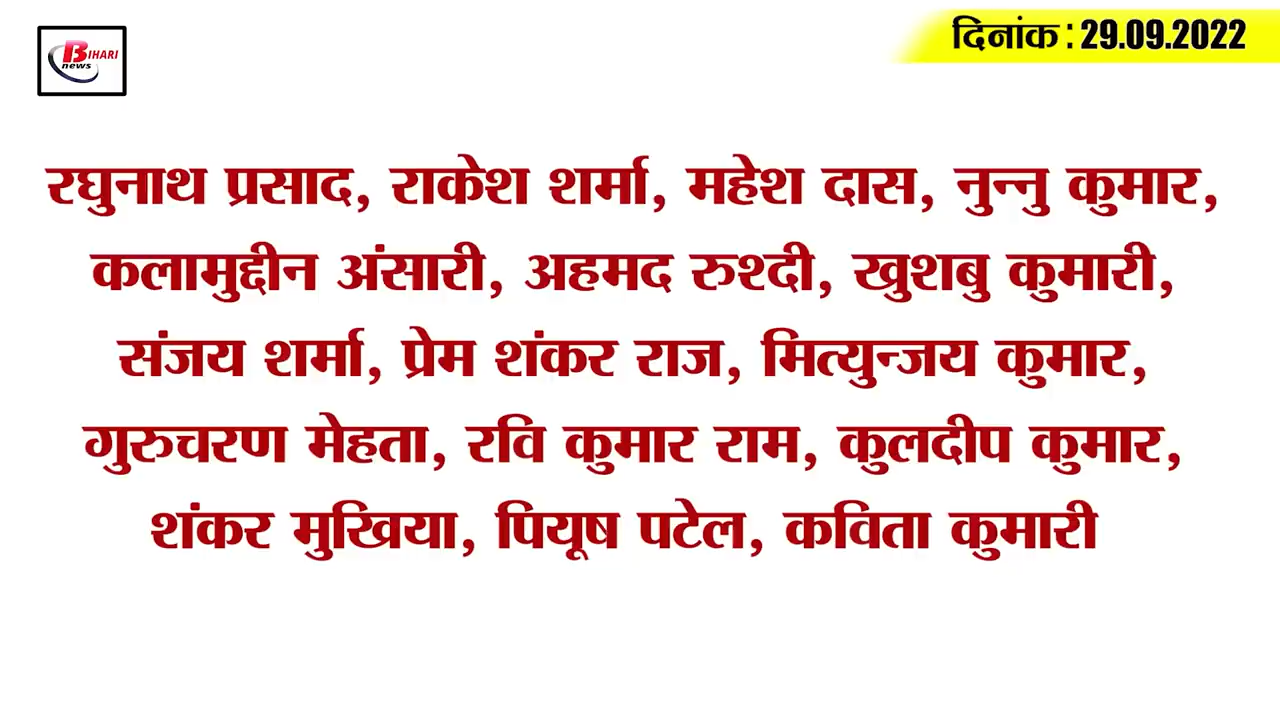 BIHARI
news
दिनांक : 29.09.2022
रघुनाथ प्रसाद, राकेश शर्मा, महेश दास, नुन्नु कुमार,
कलामुद्दीन अंसारी, अहमद रुश्दी, खुशबु कुमारी,
संजय शर्मा, प्रेम शंकर राज, मित्युन्जय कुमार,
गुरुचरण मेहता, रवि कुमार राम, कुलदीप कुमार,
शंकर मुखिया, पियूष पटेल, कविता कुमारी